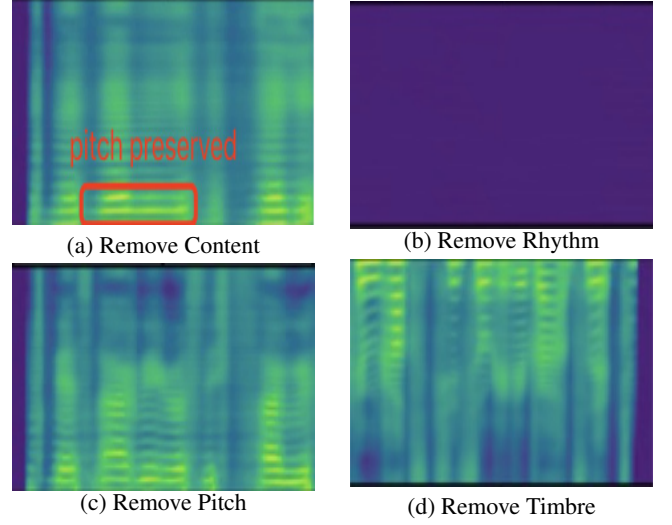 pitch preserved
(a) Remove Content
(b) Remove Rhythm
(c) Remove Pitch
(d) Remove Timbre